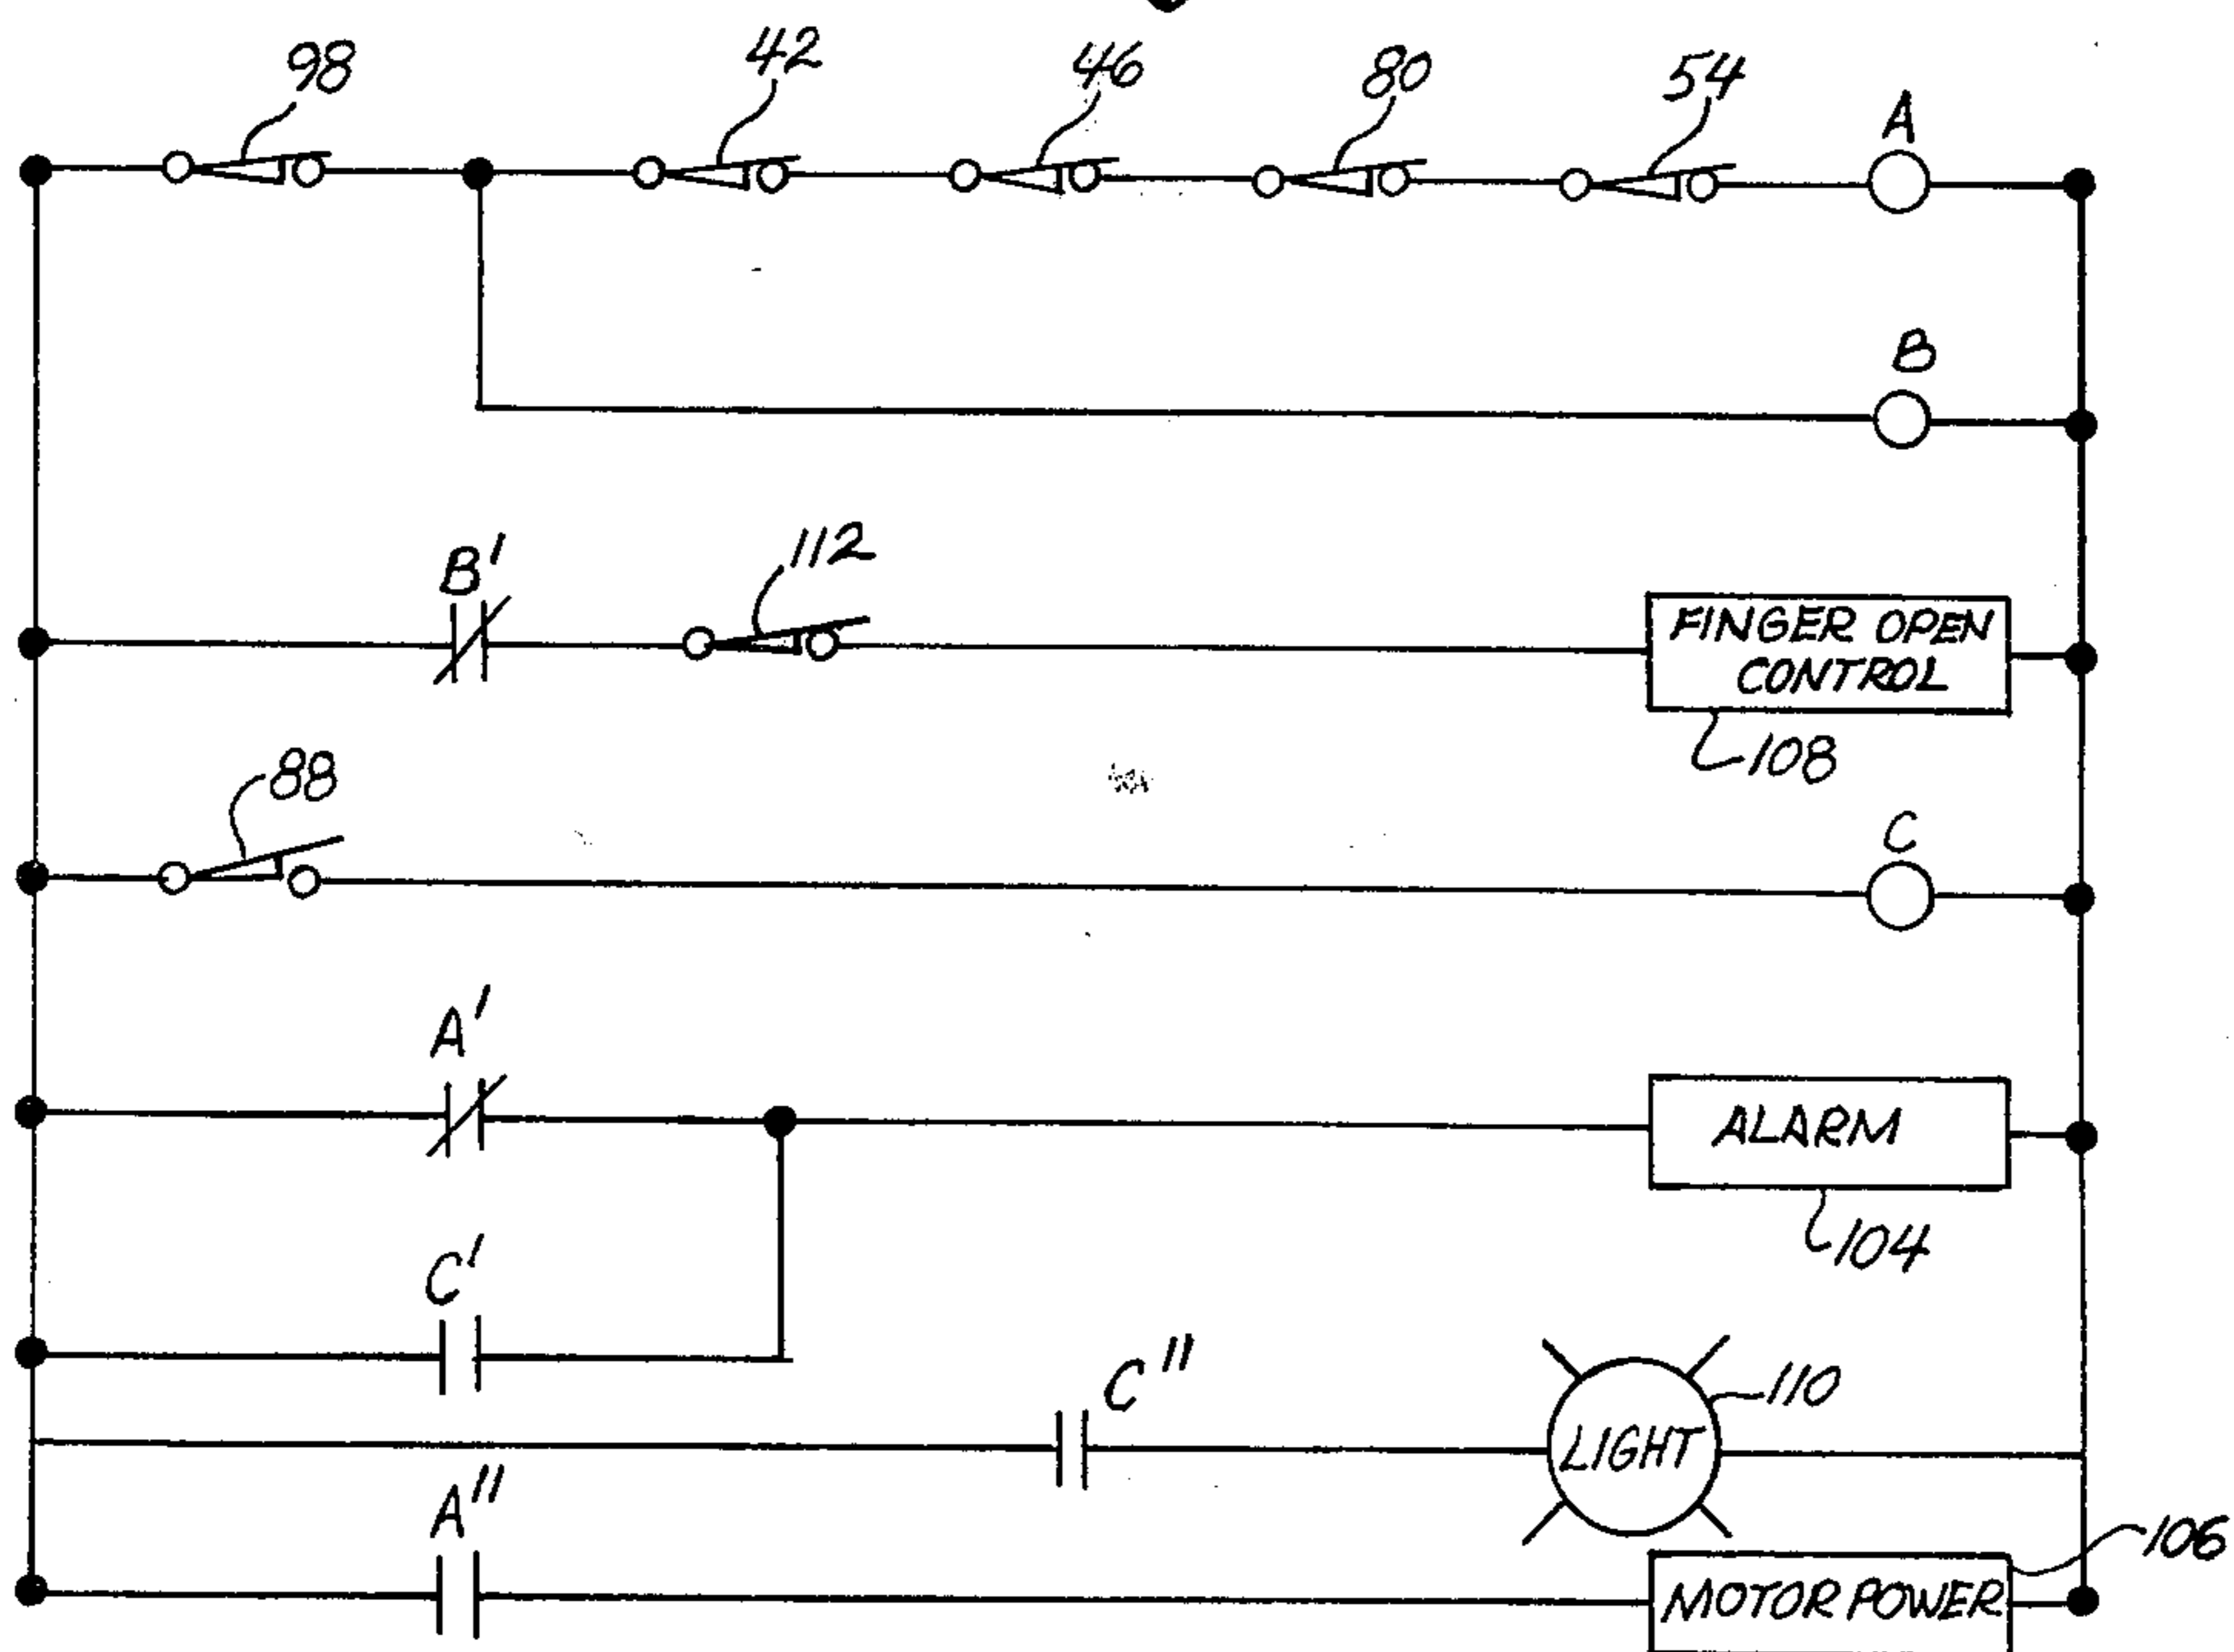 98
42
46
80
54
A
B
B'
112
FINGER OPEN
CONTROL
108
88
C
A'
ALARM
104
C'
C"
LIGHT
110
A"
MOTOR POWER
106